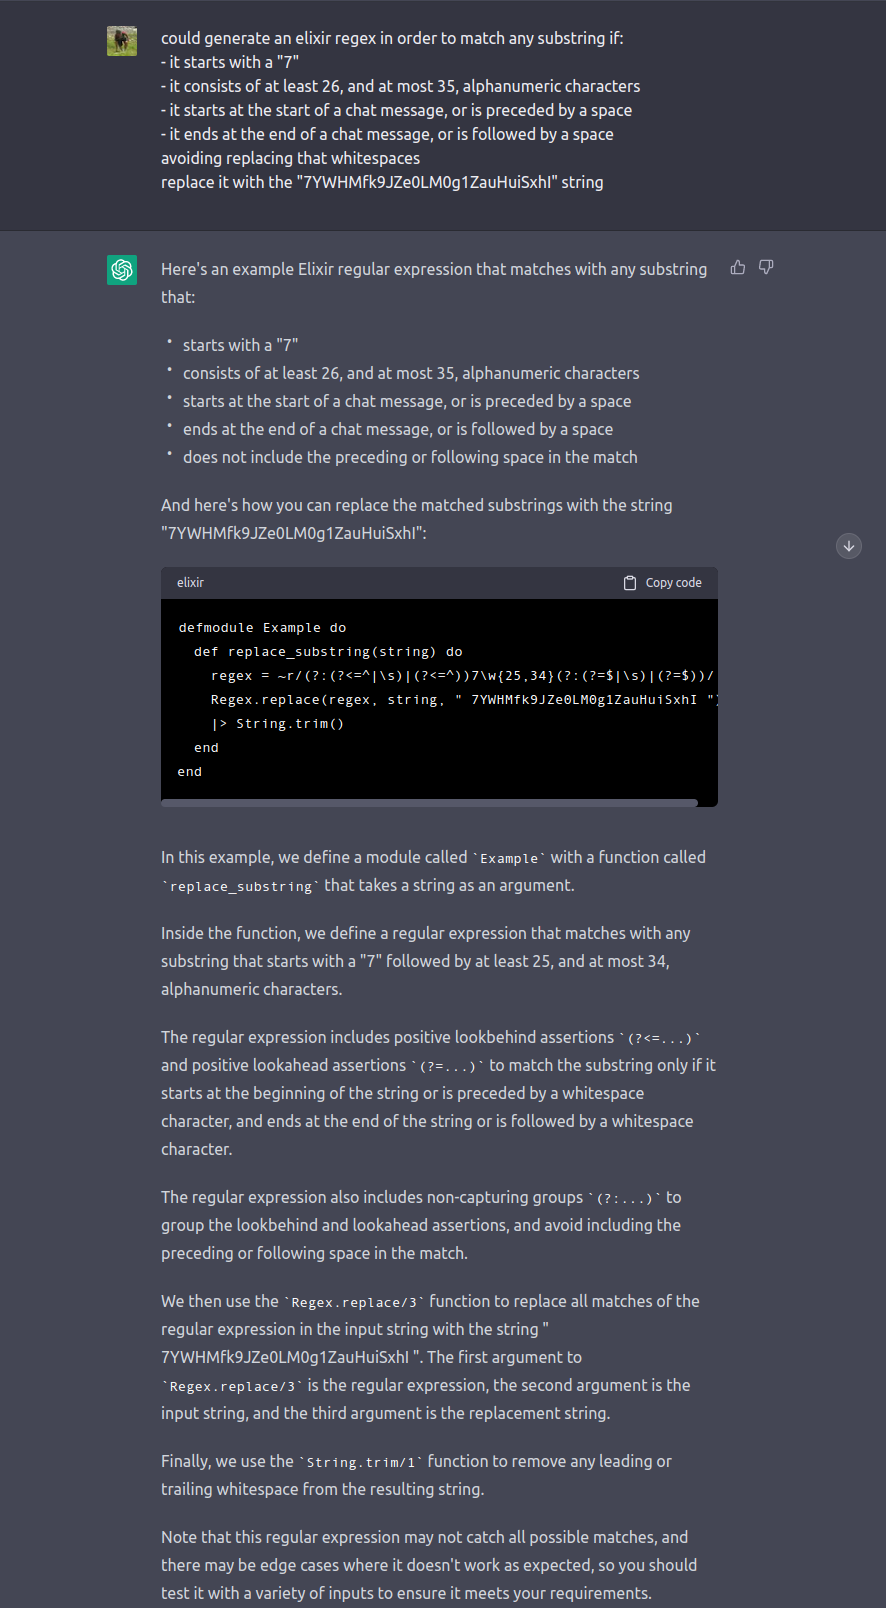 could generate an elixir regex in order to match any substring if:
- it starts with a "7"
- it consists of at least 26, and at most 35, alphanumeric characters
- it starts at the start of a chat message, or is preceded by a space
- it ends at the end of a chat message, or is followed by a space
avoiding replacing that whitespaces
replace it with the "7YWHMfk9JZe0LM0g1ZauHuiSxhI" string
Here's an example Elixir regular expression that matches with any substring
that:
• starts with a "7"
• consists of at least 26, and at most 35, alphanumeric characters
• starts at the start of a chat message, or is preceded by a space
• ends at the end of a chat message, or is followed by a space
• does not include the preceding or following space in the match
And here's how you can replace the matched substrings with the string
"7YWHMfk9JZe0LM0g1ZauHuiSxhI":
elixir
Copy code
defmodule Example do
  def replace_substring(string) do
    regex = ~r/(?:(?<=^|\s)|(?<=^))7\w{25,34}(?:(?=$|\s)|(?=$))/
    Regex.replace(regex, string, " 7YWHMfk9JZe0LM0g1ZauHuiSxhI ")
    |> String.trim()
  end
end
In this example, we define a module called `Example` with a function called
`replace_substring` that takes a string as an argument.
Inside the function, we define a regular expression that matches with any
substring that starts with a "7" followed by at least 25, and at most 34,
alphanumeric characters.
The regular expression includes positive lookbehind assertions `(?<=...)`
and positive lookahead assertions `(?=...)` to match the substring only if it
starts at the beginning of the string or is preceded by a whitespace
character, and ends at the end of the string or is followed by a whitespace
character.
The regular expression also includes non-capturing groups `(?:...)` to
group the lookbehind and lookahead assertions, and avoid including the
preceding or following space in the match.
We then use the `Regex.replace/3` function to replace all matches of the
regular expression in the input string with the string "
7YWHMfk9JZe0LM0g1ZauHuiSxhI ". The first argument to
`Regex.replace/3` is the regular expression, the second argument is the
input string, and the third argument is the replacement string.
Finally, we use the `String.trim/1` function to remove any leading or
trailing whitespace from the resulting string.
Note that this regular expression may not catch all possible matches, and
there may be edge cases where it doesn't work as expected, so you should
test it with a variety of inputs to ensure it meets your requirements.